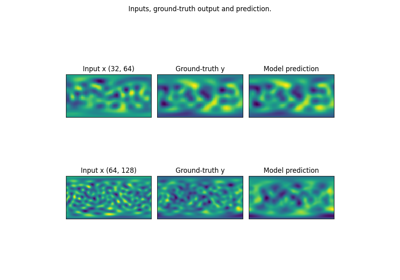 Inputs, ground-truth output and prediction.
Input x (32, 64) Ground-truth y Model prediction
Input x (64, 128) Ground-truth y Model prediction